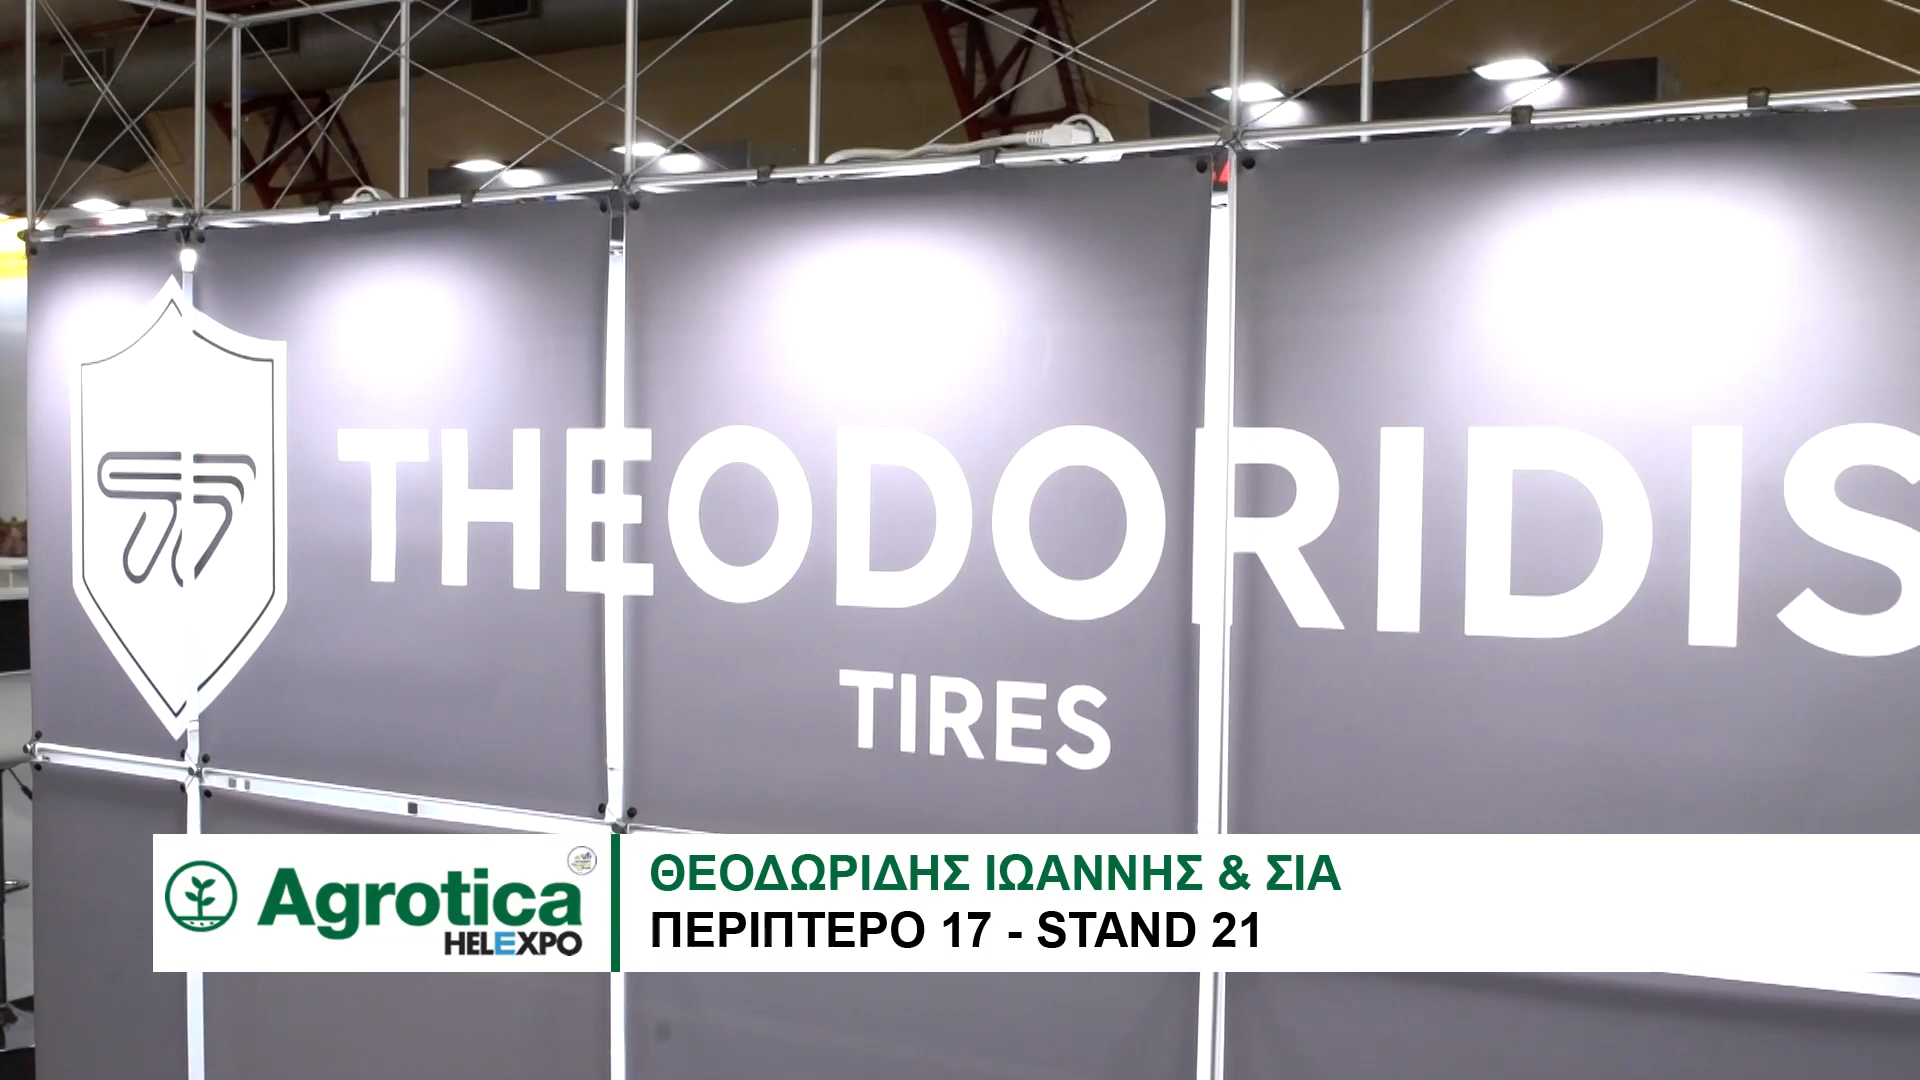 THEODORIDIS
TIRES
Agrotica
HELEXPO
ΘΕΟΔΩΡΙΔΗΣ ΙΩΑΝΝΗΣ & ΣΙΑ
ΠΕΡΙΠΤΕΡΟ 17 - STAND 21